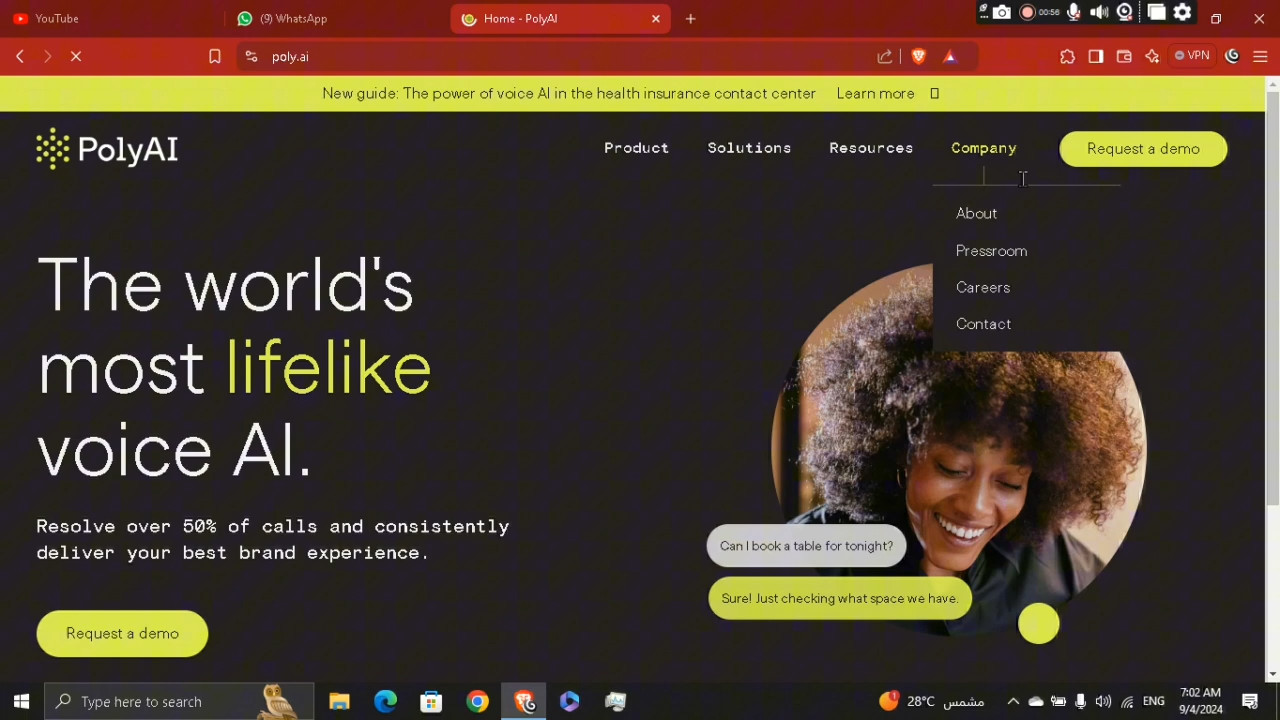 YouTube
(9) WhatsApp
Home - PolyAI
00:56
poly.ai
VPN
New guide: The power of voice AI in the health insurance contact center Learn more
PolyAI
Product
Solutions
Resources
Company
Request a demo
About
Pressroom
Careers
Contact
The world's
most lifelike
voice AI.
Resolve over 50% of calls and consistently
deliver your best brand experience.
Request a demo
Can I book a table for tonight?
Sure! Just checking what space we have.
Type here to search
1
28°C مشمس
ENG
7:02 AM
9/4/2024